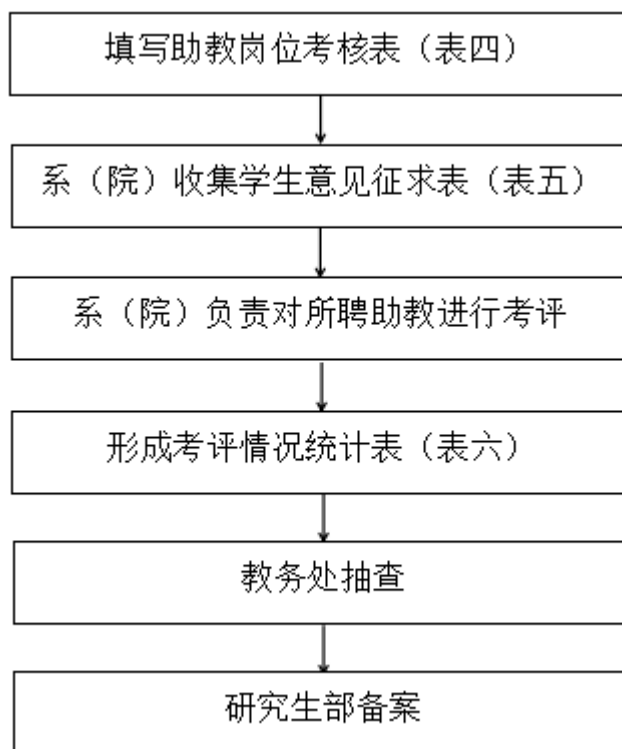 填写助教岗位考核表（表四）
系（院）收集学生意见征求表（表五）
系（院）负责对所聘助教进行考评
形成考评情况统计表（表六）
教务处抽查
研究生部备案